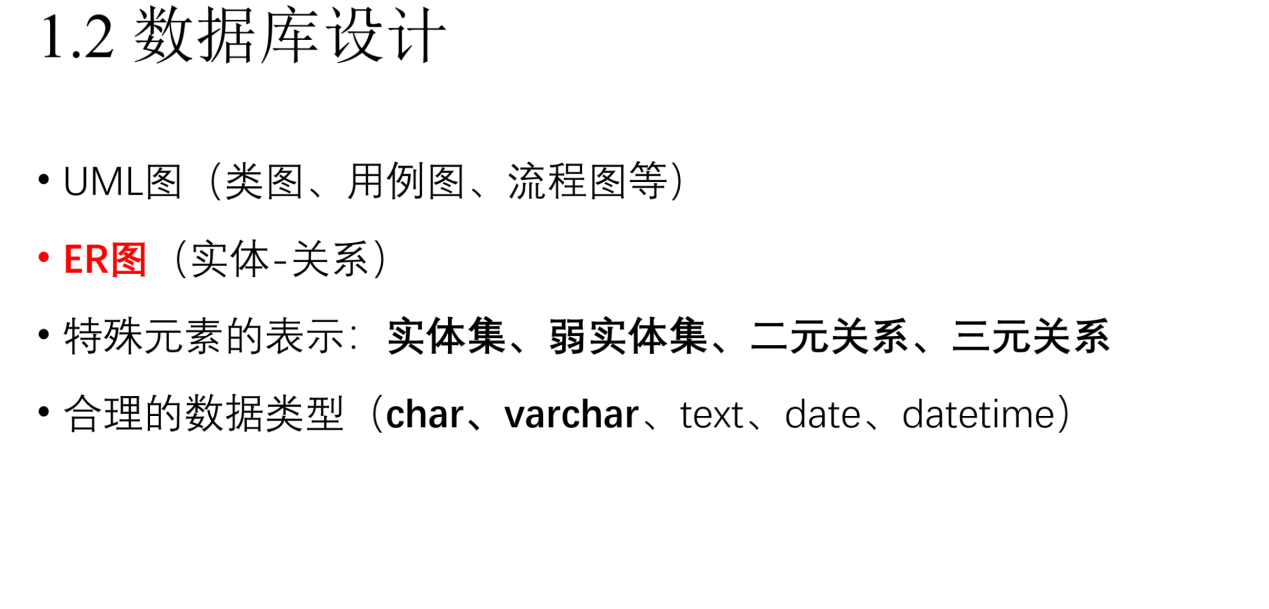 1.2 数据库设计
• UML图（类图、用例图、流程图等）
• ER图（实体-关系）
• 特殊元素的表示：实体集、弱实体集、二元关系、三元关系
• 合理的数据类型（char、varchar、text、date、datetime）